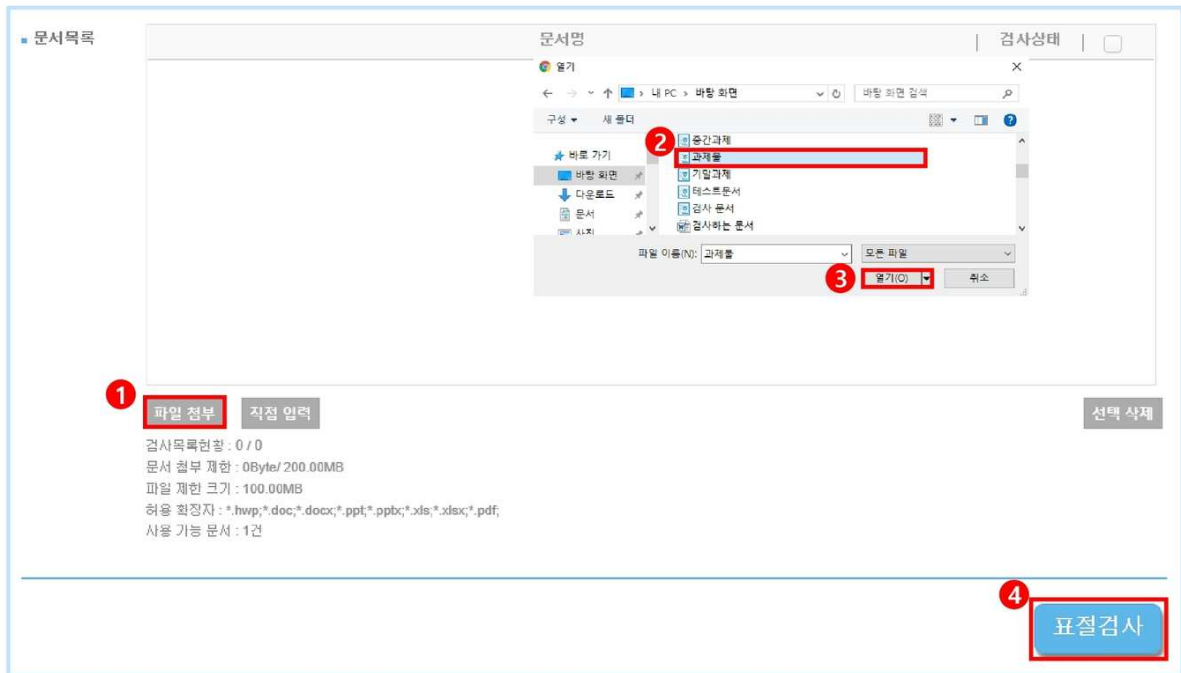 문서목록
문서명 | 검사상태 |
열기
내 PC › 바탕 화면
바탕 화면 검색
구성 새 폴더
바로 가기
바탕 화면
다운로드
문서
사진
2
중간과제
과제물
기말과제
테스트문서
검사 문서
검사하는 문서
파일 이름(N): 과제물
모든 파일
3
열기(O) 취소
1
파일 첨부 직접 입력 선택 삭제
검사목록현황 : 0 / 0
문서 첨부 제한 : 0Byte/ 200.00MB
파일 제한 크기 : 100.00MB
허용 확장자 : *.hwp;*.doc;*.docx;*.ppt;*.pptx;*.xls;*.xlsx;*.pdf;
사용 가능 문서 : 1건
4
표절검사